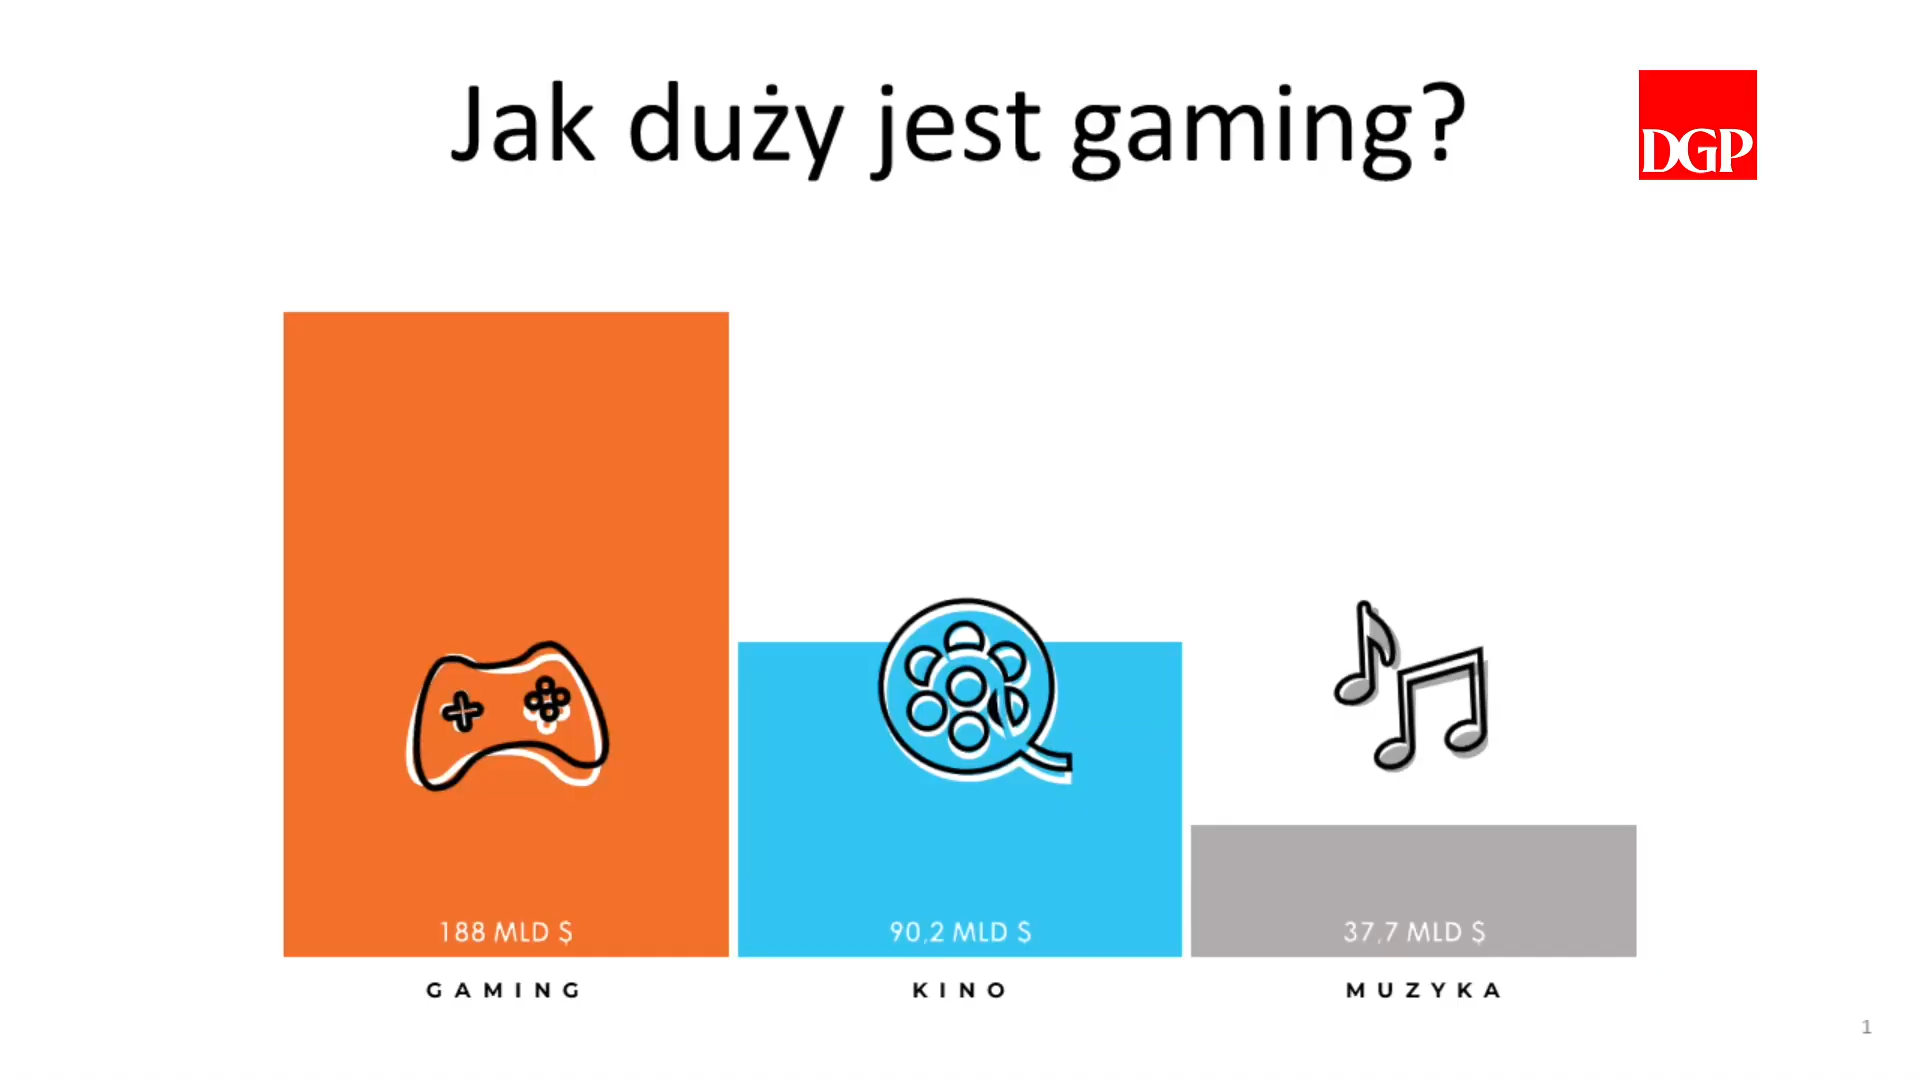 Jak duży jest gaming?
DGP
188 MLD $
90,2 MLD $
37,7 MLD $
GAMING
KINO
MUZYKA
1